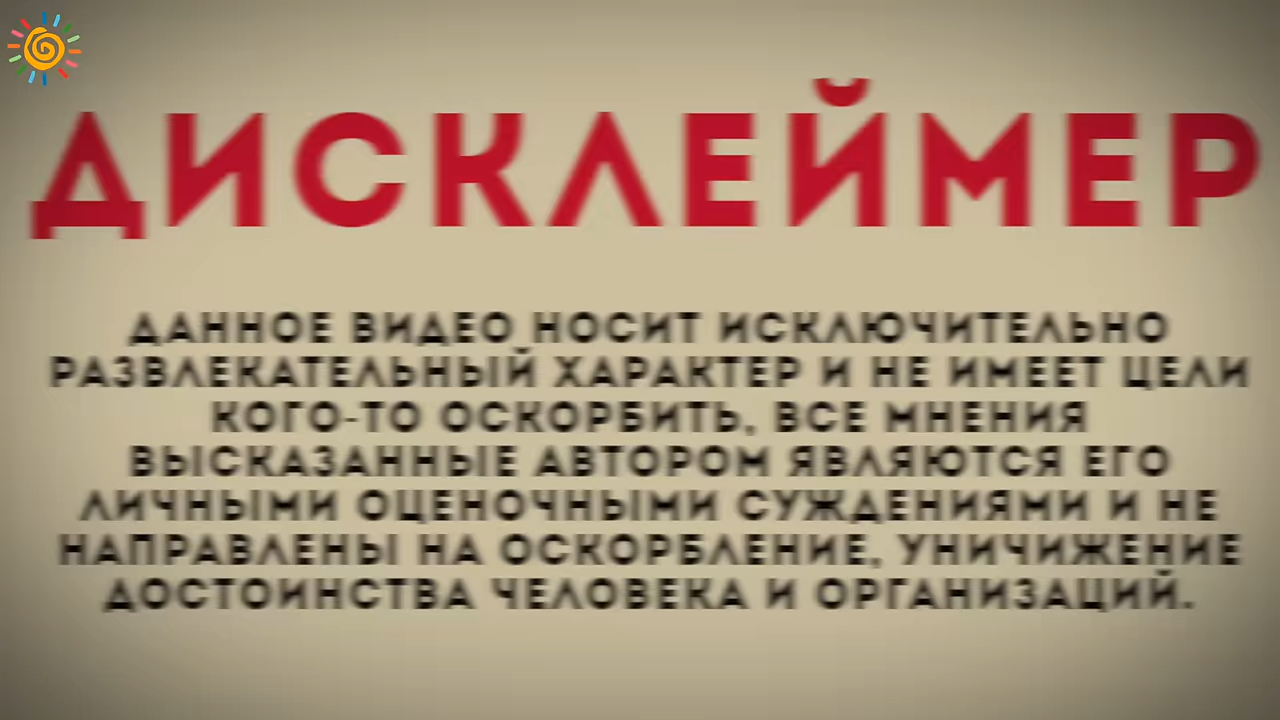 ДИСКЛЕЙМЕР
ДАННОЕ ВИДЕО НОСИТ ИСКЛЮЧИТЕЛЬНО
РАЗВЛЕКАТЕЛЬНЫЙ ХАРАКТЕР И НЕ ИМЕЕТ ЦЕЛИ
КОГО-ТО ОСКОРБИТЬ, ВСЕ МНЕНИЯ
ВЫСКАЗАННЫЕ АВТОРОМ ЯВЛЯЮТСЯ ЕГО
ЛИЧНЫМИ ОЦЕНОЧНЫМИ СУЖДЕНИЯМИ И НЕ
НАПРАВЛЕНЫ НА ОСКОРБЛЕНИЕ, УНИЧИЖЕНИЕ
ДОСТОИНСТВА ЧЕЛОВЕКА И ОРГАНИЗАЦИЙ.